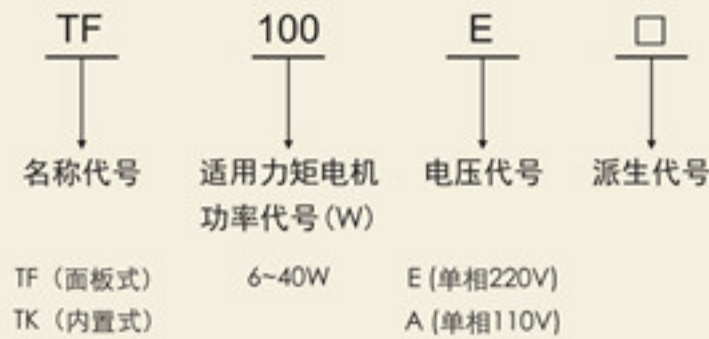 TF 100 E □
名称代号 适用力矩电机 电压代号 派生代号
功率代号(W)
TF（面板式） 6~40W E (单相220V)
TK（内置式） A (单相110V)